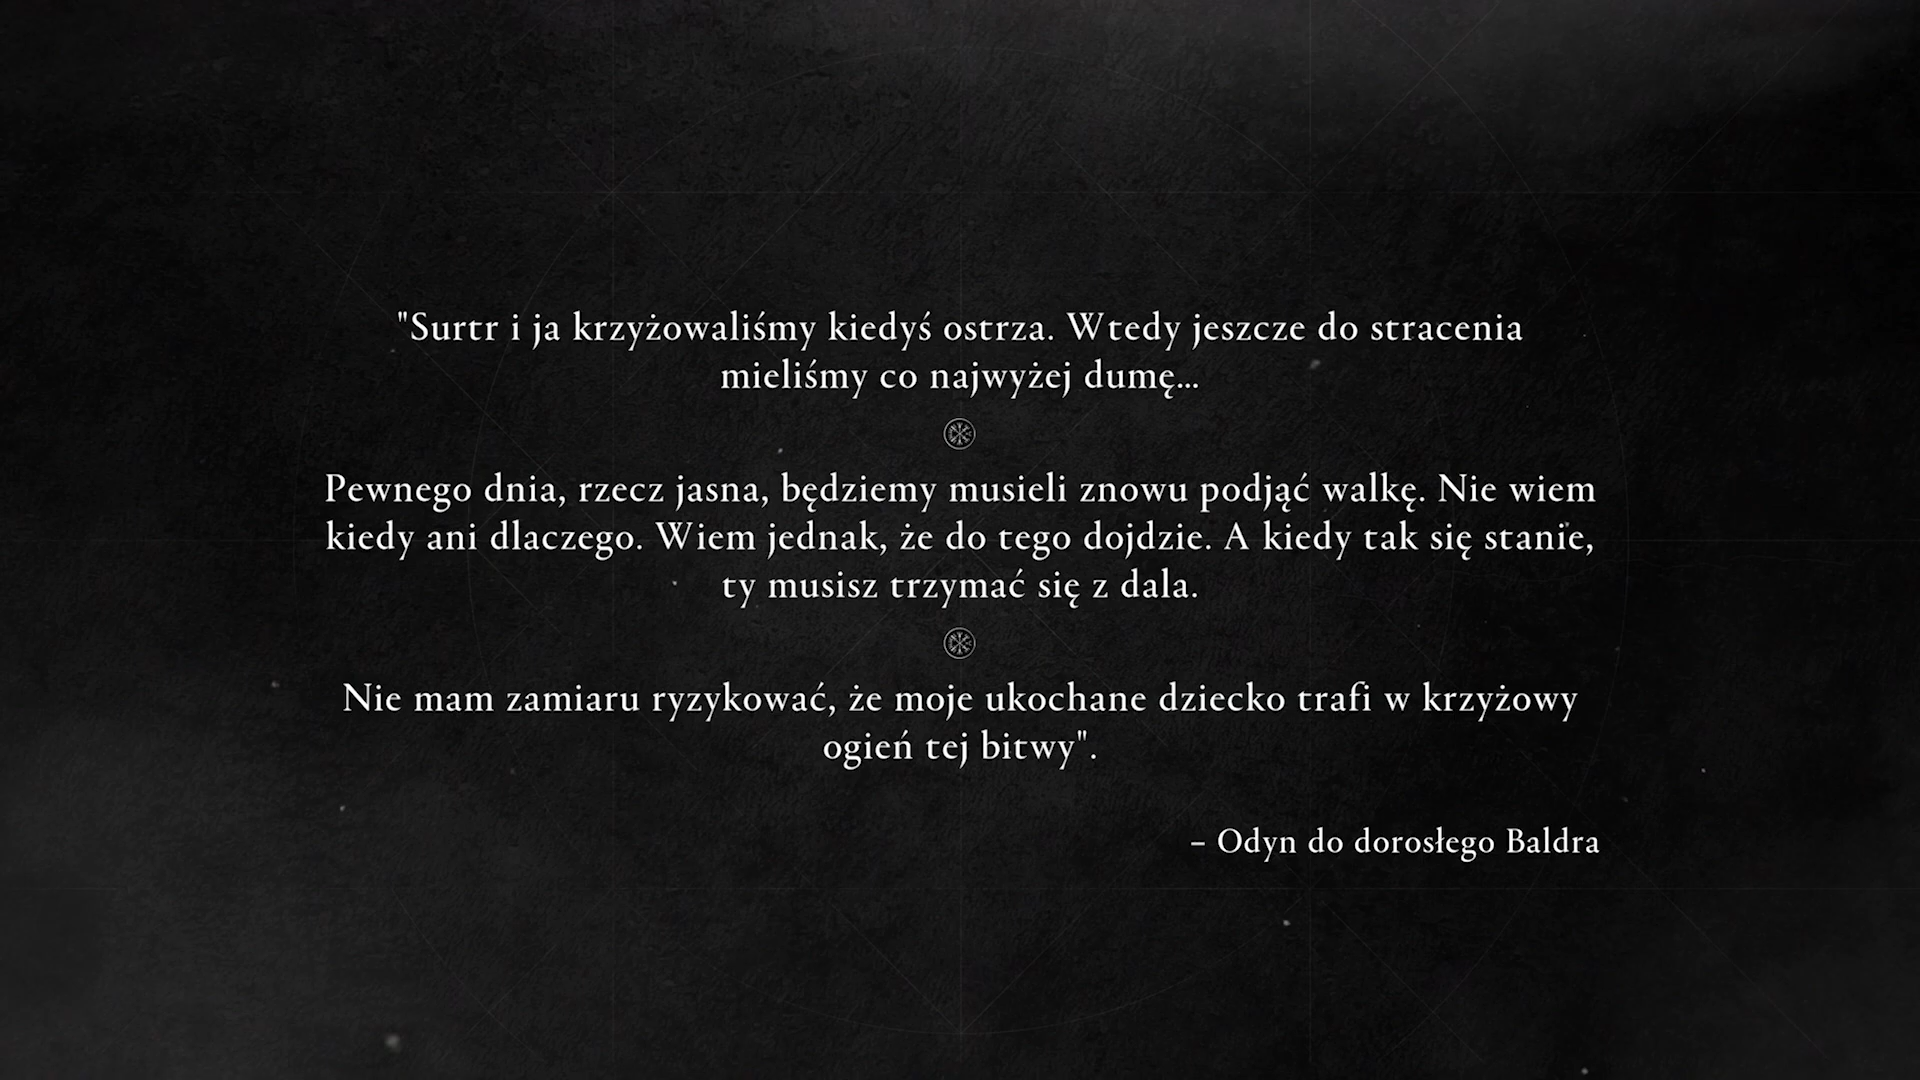 "Surtr i ja krzyżowaliśmy kiedyś ostrza. Wtedy jeszcze do stracenia
mieliśmy co najwyżej dumę...
Pewnego dnia, rzecz jasna, będziemy musieli znowu podjąć walkę. Nie wiem
kiedy ani dlaczego. Wiem jednak, że do tego dojdzie. A kiedy tak się stanie,
ty musisz trzymać się z dala.
Nie mam zamiaru ryzykować, że moje ukochane dziecko trafi w krzyżowy
ogień tej bitwy".
– Odyn do dorosłego Baldra